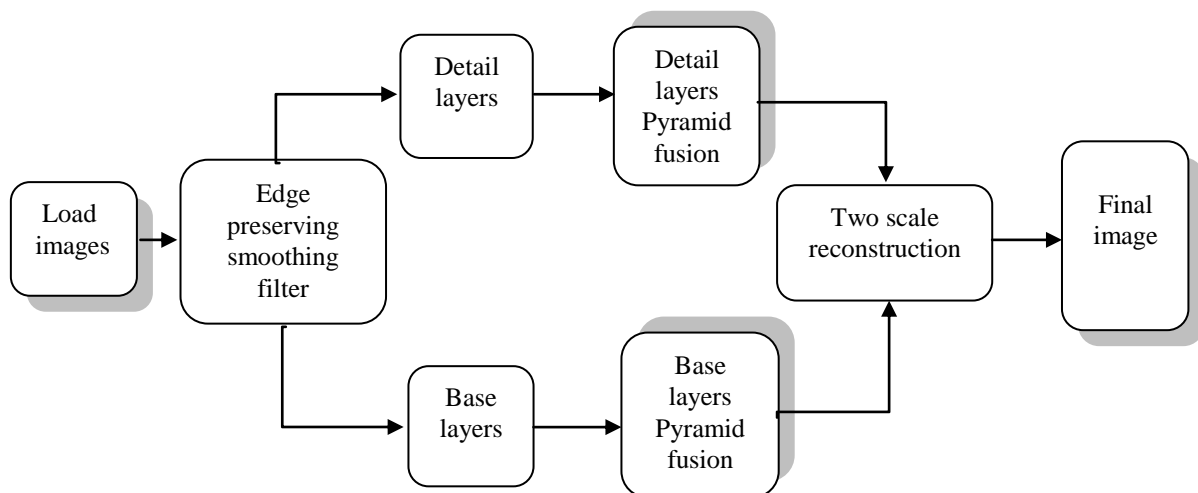 Load
images
Edge
preserving
smoothing
filter
Detail
layers
Detail
layers
Pyramid
fusion
Base
layers
Base
layers
Pyramid
fusion
Two scale
reconstruction
Final
image